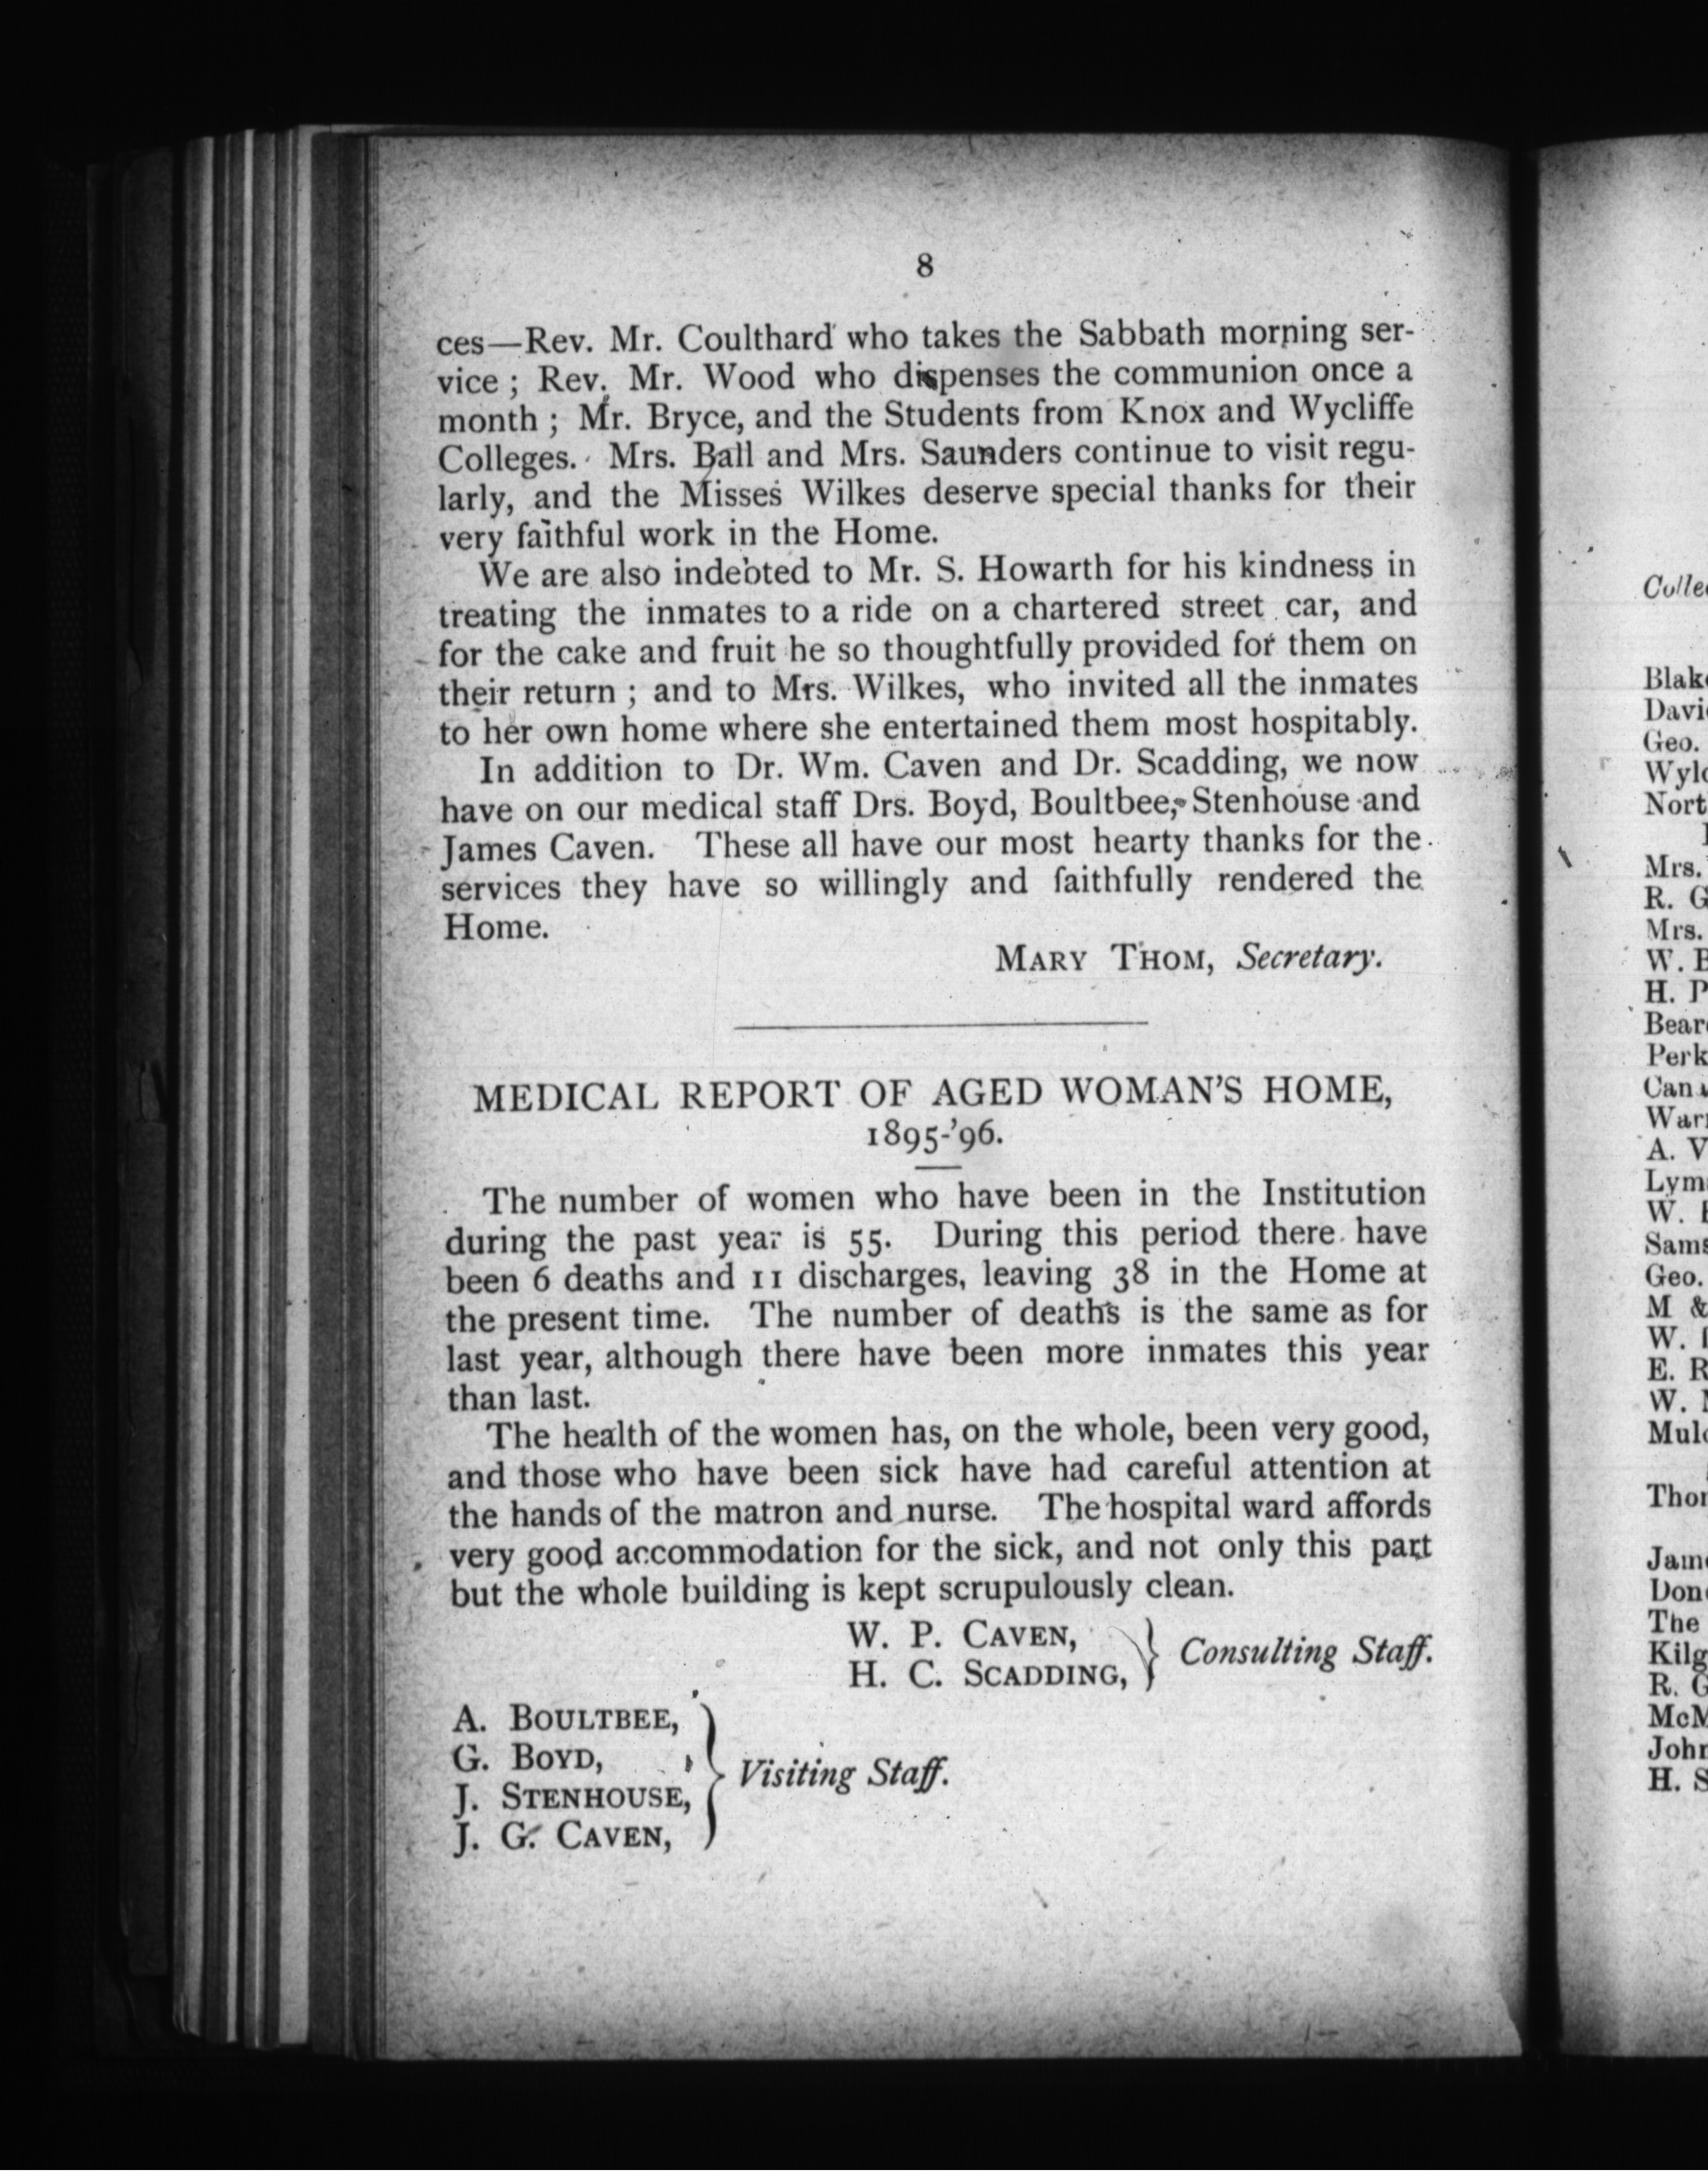 8
ces—Rev. Mr. Coulthard who takes the Sabbath morning ser-
vice ; Rev. Mr. Wood who dispenses the communion once a
month ; Mr. Bryce, and the Students from Knox and Wycliffe
Colleges. Mrs. Ball and Mrs. Saunders continue to visit regu-
larly, and the Misses Wilkes deserve special thanks for their
very faithful work in the Home.
We are also indebted to Mr. S. Howarth for his kindness in
treating the inmates to a ride on a chartered street car, and
for the cake and fruit he so thoughtfully provided for them on
their return ; and to Mrs. Wilkes, who invited all the inmates
to her own home where she entertained them most hospitably.
In addition to Dr. Wm. Caven and Dr. Scadding, we now
have on our medical staff Drs. Boyd, Boultbee, Stenhouse and
James Caven. These all have our most hearty thanks for the
services they have so willingly and faithfully rendered the
Home.
MARY THOM, Secretary.
MEDICAL REPORT OF AGED WOMAN'S HOME,
1895-'96.
The number of women who have been in the Institution
during the past year is 55. During this period there have
been 6 deaths and 11 discharges, leaving 38 in the Home at
the present time. The number of deaths is the same as for
last year, although there have been more inmates this year
than last.
The health of the women has, on the whole, been very good,
and those who have been sick have had careful attention at
the hands of the matron and nurse. The hospital ward affords
very good accommodation for the sick, and not only this part
but the whole building is kept scrupulously clean.
W. P. CAVEN,
H. C. SCADDING, } Consulting Staff.
A. BOULTBEE,
G. BOYD,
J. STENHOUSE,
J. G. CAVEN, } Visiting Staff.
Geo.
Mrs.
R. G
Mrs.
W. B
H. P
A. V
W.
Geo.
M &
W.
E. R
W.
The
R. G
H. S